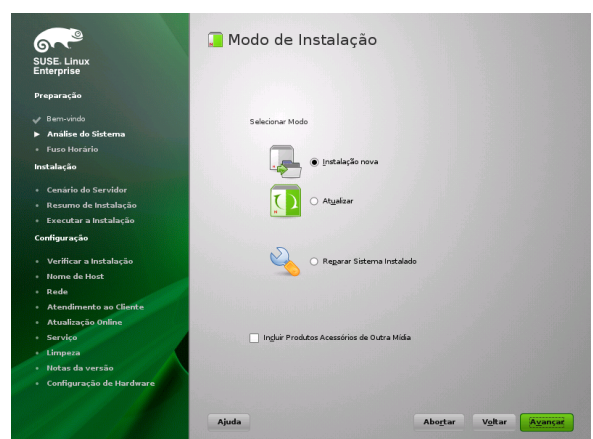 SUSE. Linux
Enterprise
Preparação
Bem-vindo
Análise do Sistema
Fuso Horário
Instalação
Cenário do Servidor
Resumo de Instalação
Executar a Instalação
Configuração
Verificar a Instalação
Nome de Host
Rede
Atendimento ao Cliente
Atualização Online
Serviço
Limpeza
Notas da versão
Configuração de Hardware
Modo de Instalação
Selecionar Modo
Instalação nova
Atualizar
Reparar Sistema Instalado
Incluir Produtos Acessórios de Outra Mídia
Ajuda
Abortar
Voltar
Avançar